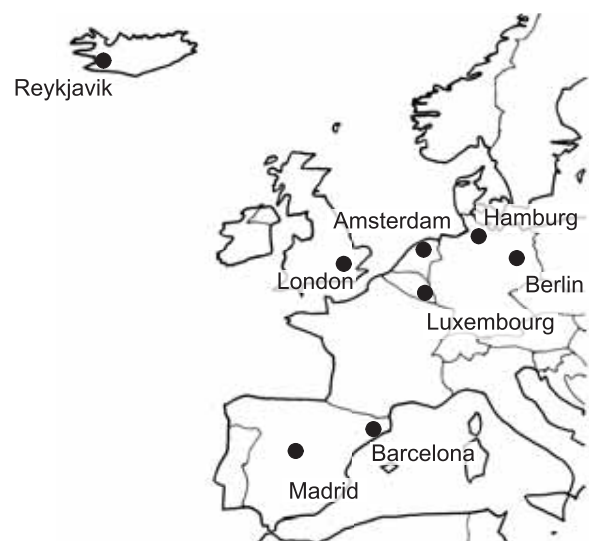 Reykjavik
Amsterdam
Hamburg
London
Berlin
Luxembourg
Barcelona
Madrid